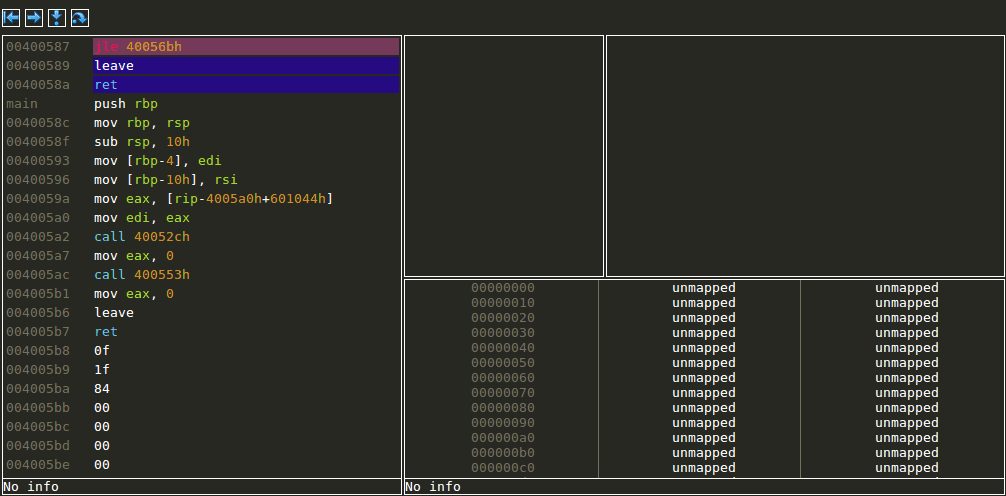 00400587 jle 40056bh
00400589 leave
0040058a ret
main push rbp
0040058c mov rbp, rsp
0040058f sub rsp, 10h
00400593 mov [rbp-4], edi
00400596 mov [rbp-10h], rsi
0040059a mov eax, [rip-4005a0h+601044h]
004005a0 mov edi, eax
004005a2 call 40052ch
004005a7 mov eax, 0
004005ac call 400553h
004005b1 mov eax, 0
004005b6 leave
004005b7 ret
004005b8 0f
004005b9 1f
004005ba 84
004005bb 00
004005bc 00
004005bd 00
004005be 00
No info
00000000 unmapped unmapped
00000010 unmapped unmapped
00000020 unmapped unmapped
00000030 unmapped unmapped
00000040 unmapped unmapped
00000050 unmapped unmapped
00000060 unmapped unmapped
00000070 unmapped unmapped
00000080 unmapped unmapped
00000090 unmapped unmapped
000000a0 unmapped unmapped
000000b0 unmapped unmapped
000000c0 unmapped unmapped
No info